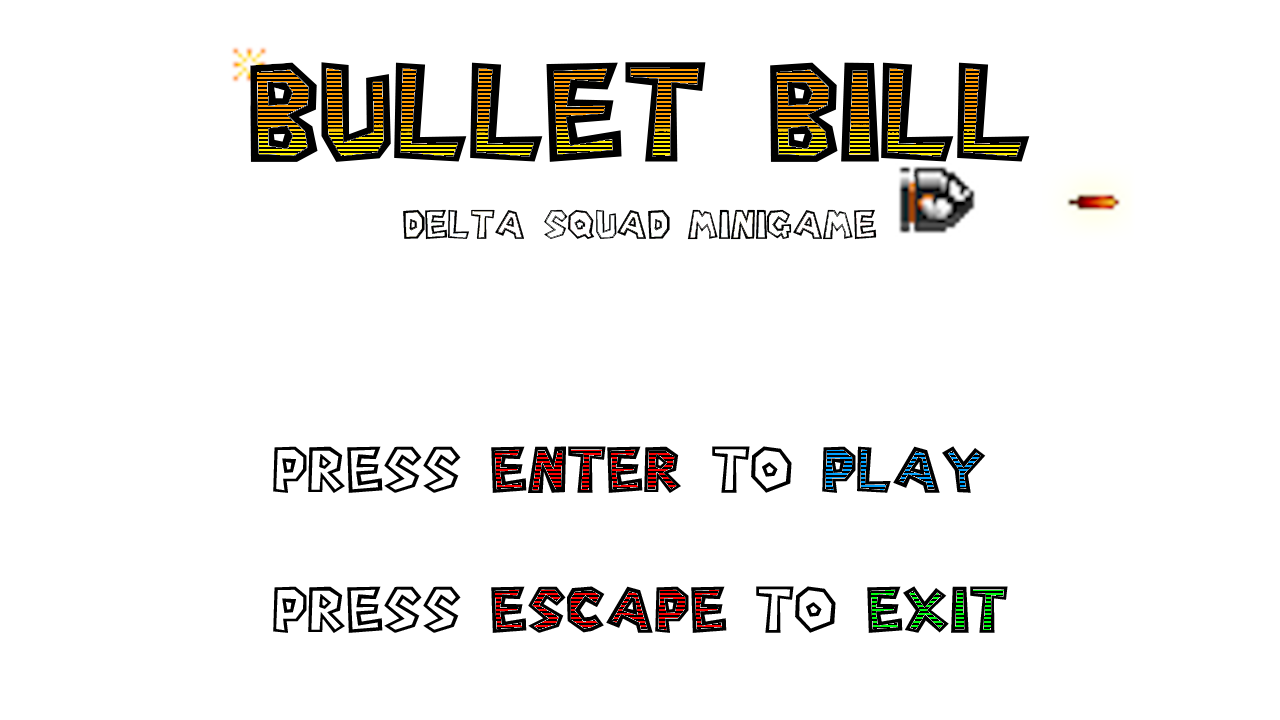 BULLET BILL
DELTA SQUAD MINIGAME
PRESS ENTER TO PLAY
PRESS ESCAPE TO EXIT